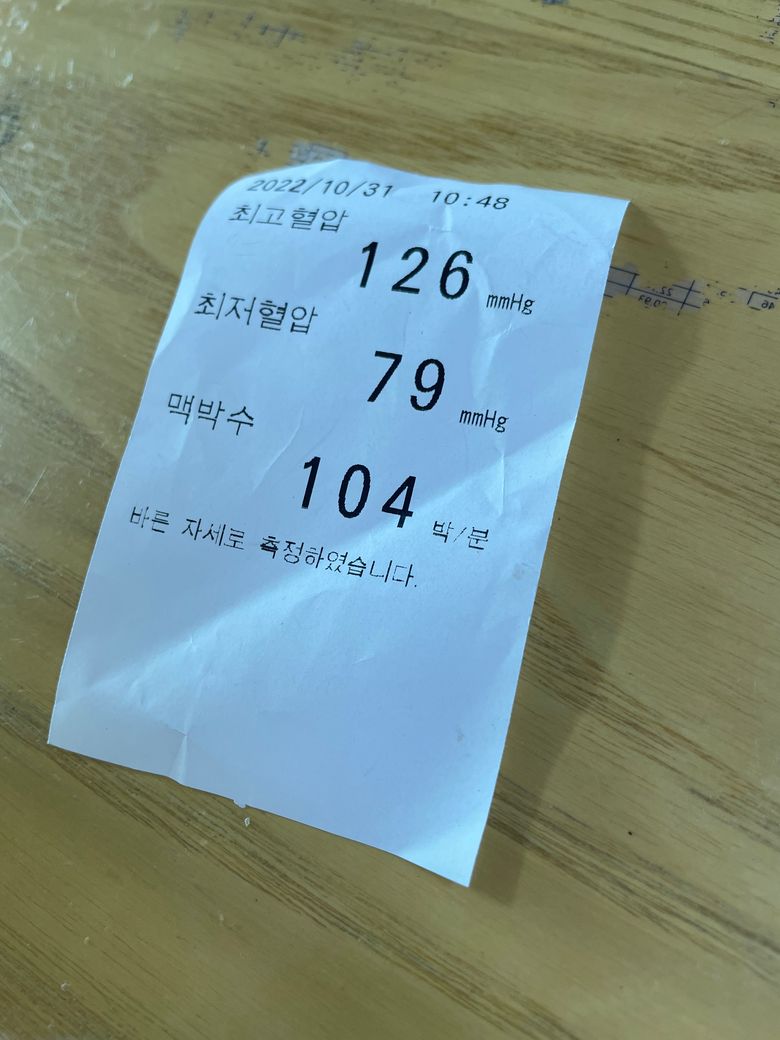 2022/10/31 10:48
최고혈압
126 mmHg
최저혈압
79 mmHg
맥박수
104 박/분
바른 자세로 측정하였습니다.